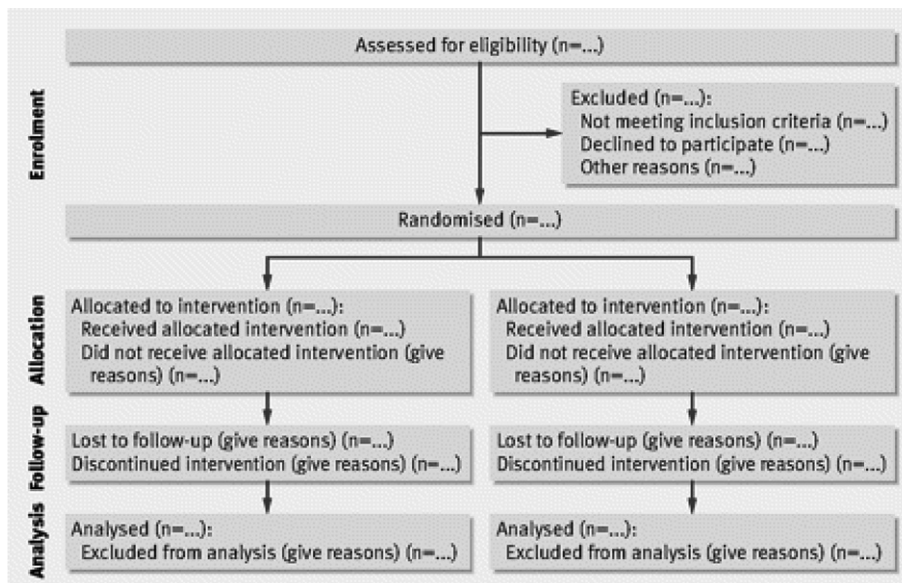 Assessed for eligibility (n=...)
Enrolment
Excluded (n=...):
Not meeting inclusion criteria (n=...)
Declined to participate (n=...)
Other reasons (n=...)
Randomised (n=...)
Allocation
Allocated to intervention (n=...):
Received allocated intervention (n=...)
Did not receive allocated intervention (give
reasons) (n=...)
Allocated to intervention (n=...):
Received allocated intervention (n=...)
Did not receive allocated intervention (give
reasons) (n=...)
Follow-up
Lost to follow-up (give reasons) (n=...)
Discontinued intervention (give reasons) (n=...)
Lost to follow-up (give reasons) (n=...)
Discontinued intervention (give reasons) (n=...)
Analysis
Analysed (n=...):
Excluded from analysis (give reasons) (n=...)
Analysed (n=...):
Excluded from analysis (give reasons) (n=...)